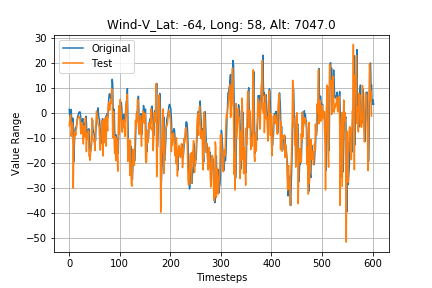 Wind-V_Lat: -64, Long: 58, Alt: 7047.0
Original
Test
Value Range
30
20
10
0
−10
−20
−30
−40
−50
0 100 200 300 400 500 600
Timesteps